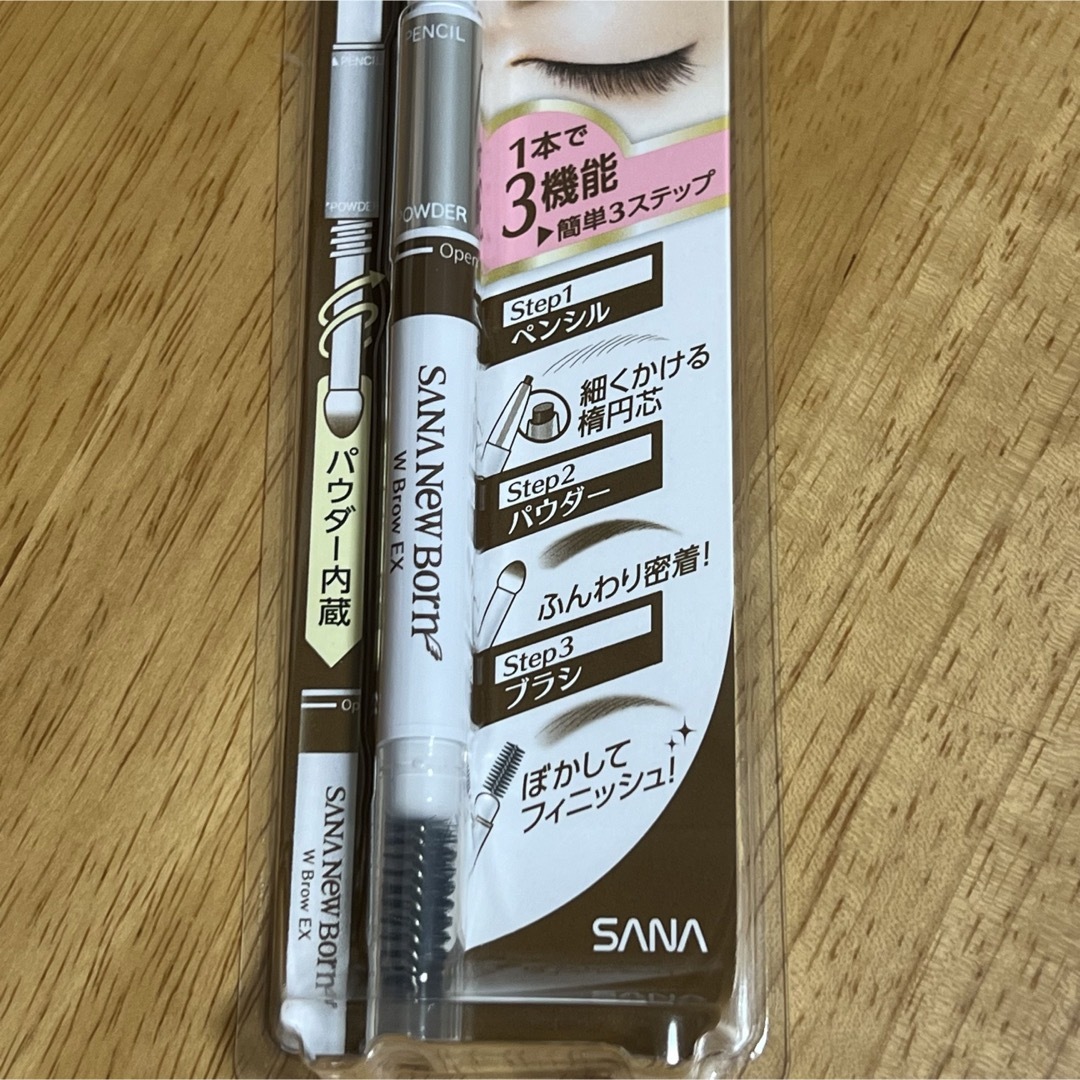 PENCIL
POWDER
パウダー内蔵
SANA NEW Born
W Brow EX
PENCIL
POWDER
Open
SANA NEW Born
W Brow EX
1本で
3機能
▶簡単3ステップ
Step1
ペンシル
細くかける
楕円芯
Step2
パウダー
ふんわり密着!
Step3
ブラシ
ぼかして
フィニッシュ!
SANA